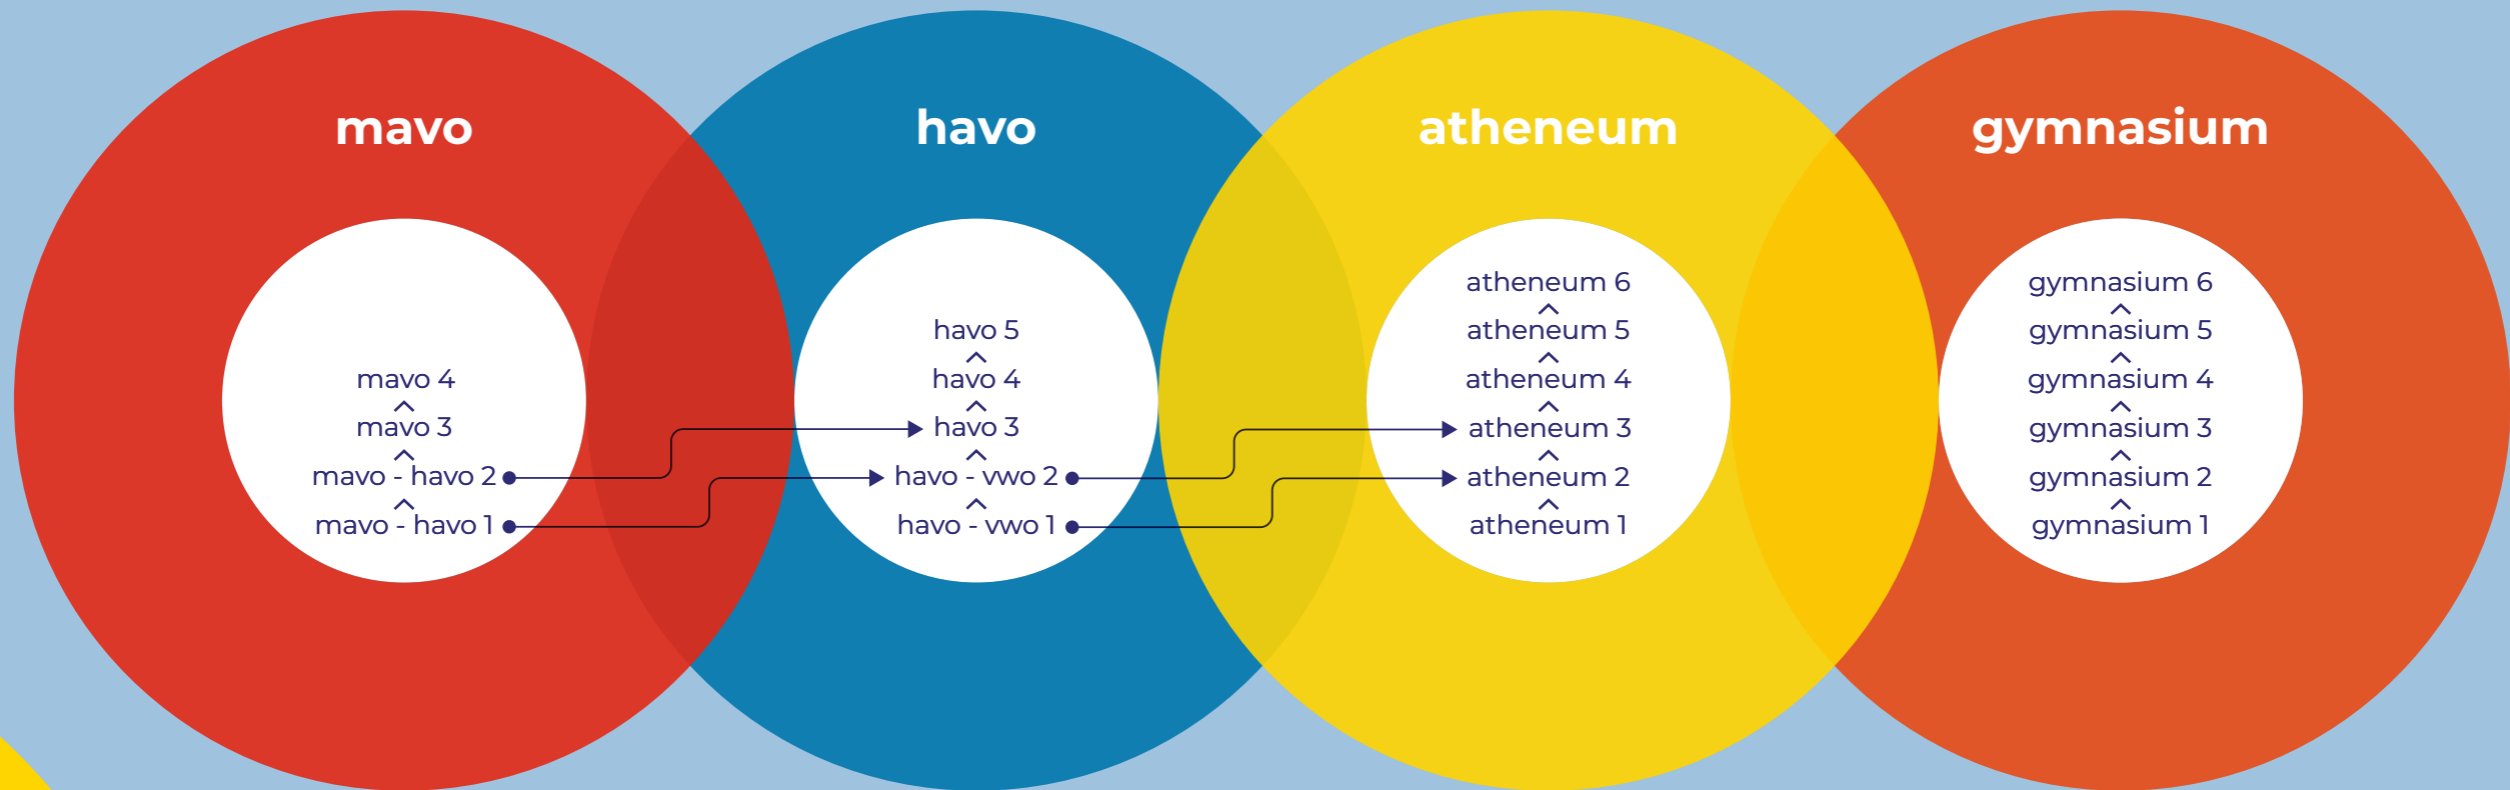 mavo
mavo 4
mavo 3
mavo - havo 2
mavo - havo 1
havo
havo 5
havo 4
havo 3
havo - vwo 2
havo - vwo 1
atheneum
atheneum 6
atheneum 5
atheneum 4
atheneum 3
atheneum 2
atheneum 1
gymnasium
gymnasium 6
gymnasium 5
gymnasium 4
gymnasium 3
gymnasium 2
gymnasium 1